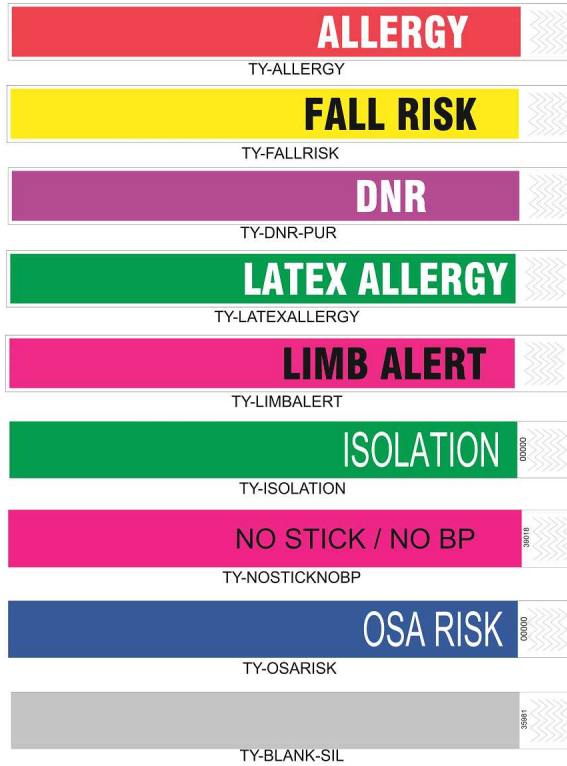 ALLERGY
TY-ALLERGY
FALL RISK
TY-FALLRISK
DNR
TY-DNR-PUR
LATEX ALLERGY
TY-LATEXALLERGY
LIMB ALERT
TY-LIMBALERT
ISOLATION 00000
TY-ISOLATION
NO STICK / NO BP 39018
TY-NOSTICKNOBP
OSA RISK 00000
TY-OSARISK
35981
TY-BLANK-SIL